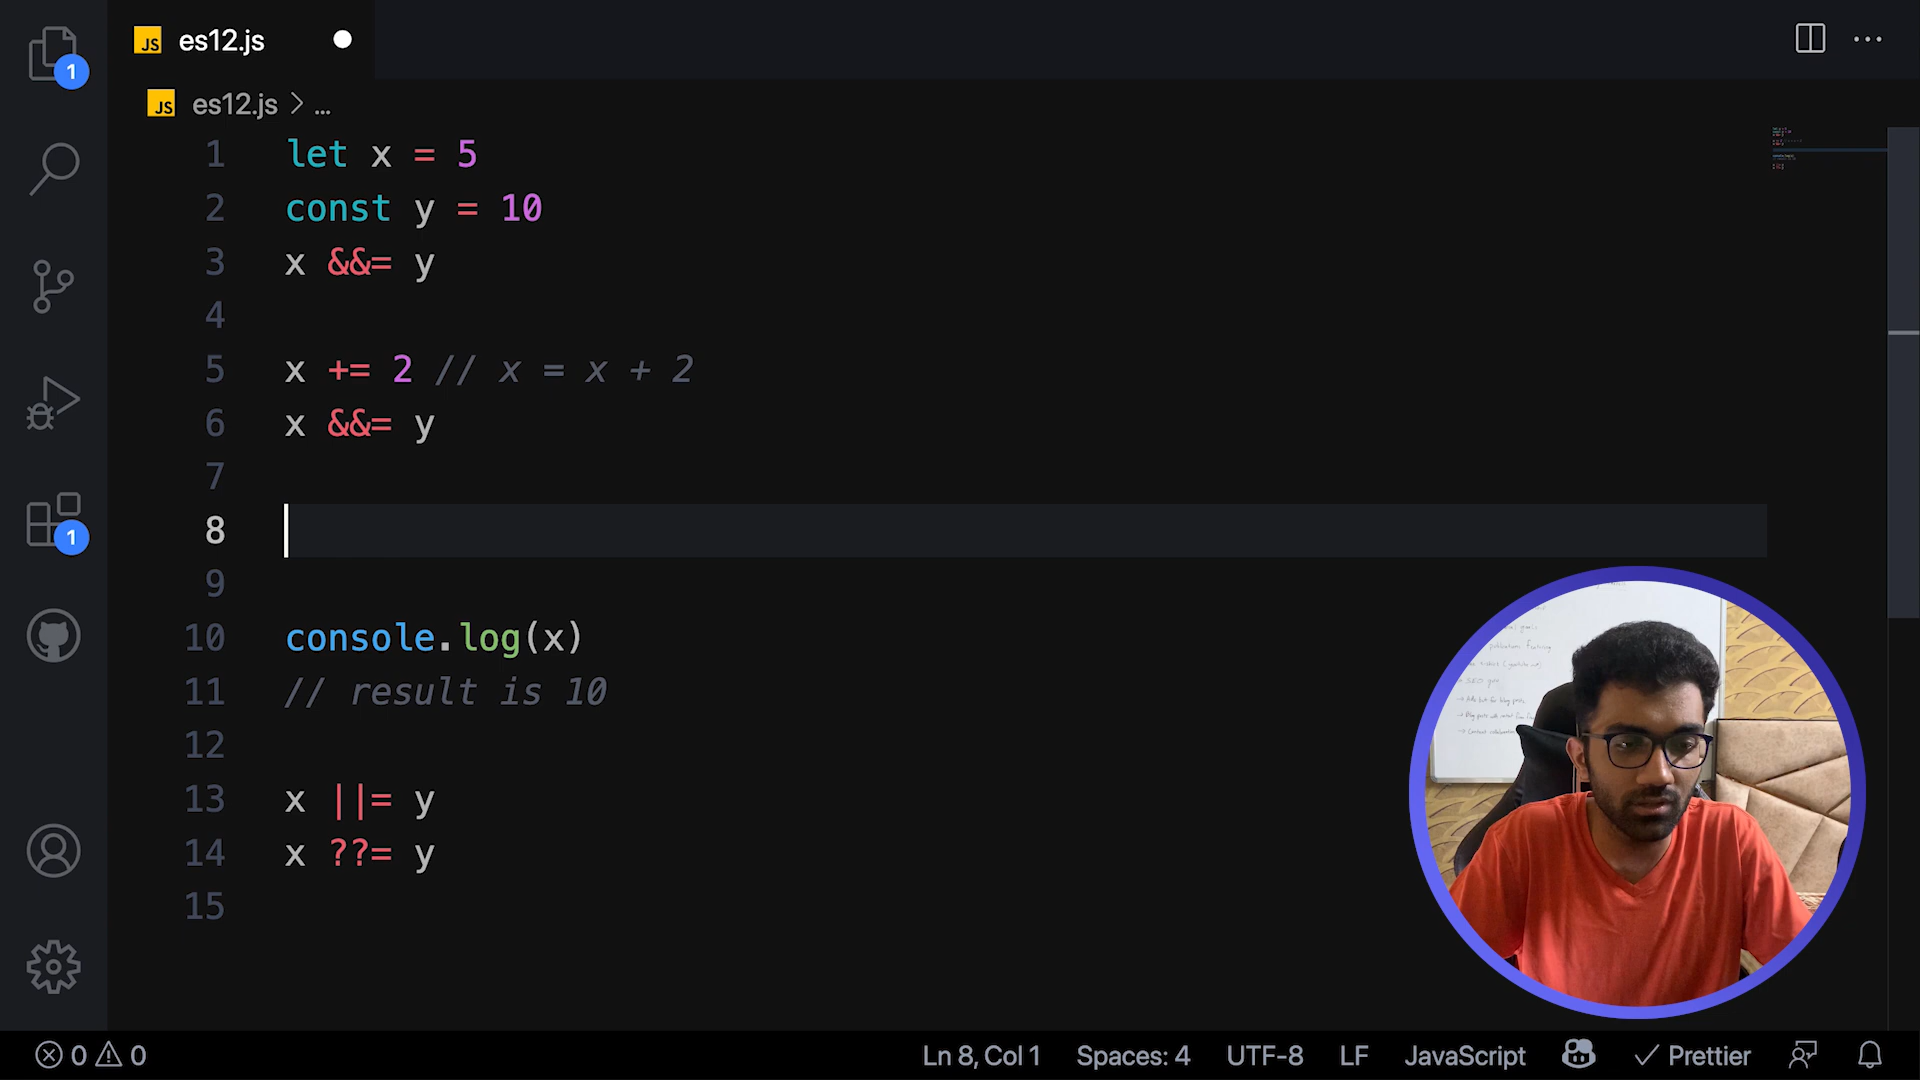 JS es12.js
JS es12.js > ...
1 let x = 5
2 const y = 10
3 x &&= y
4
5 x += 2 // x = x + 2
6 x &&= y
7
8
9
10 console.log(x)
11 // result is 10
12
13 x ||= y
14 x ??= y
15
1
1
0 0
Ln 8, Col 1 Spaces: 4 UTF-8 LF JavaScript Prettier